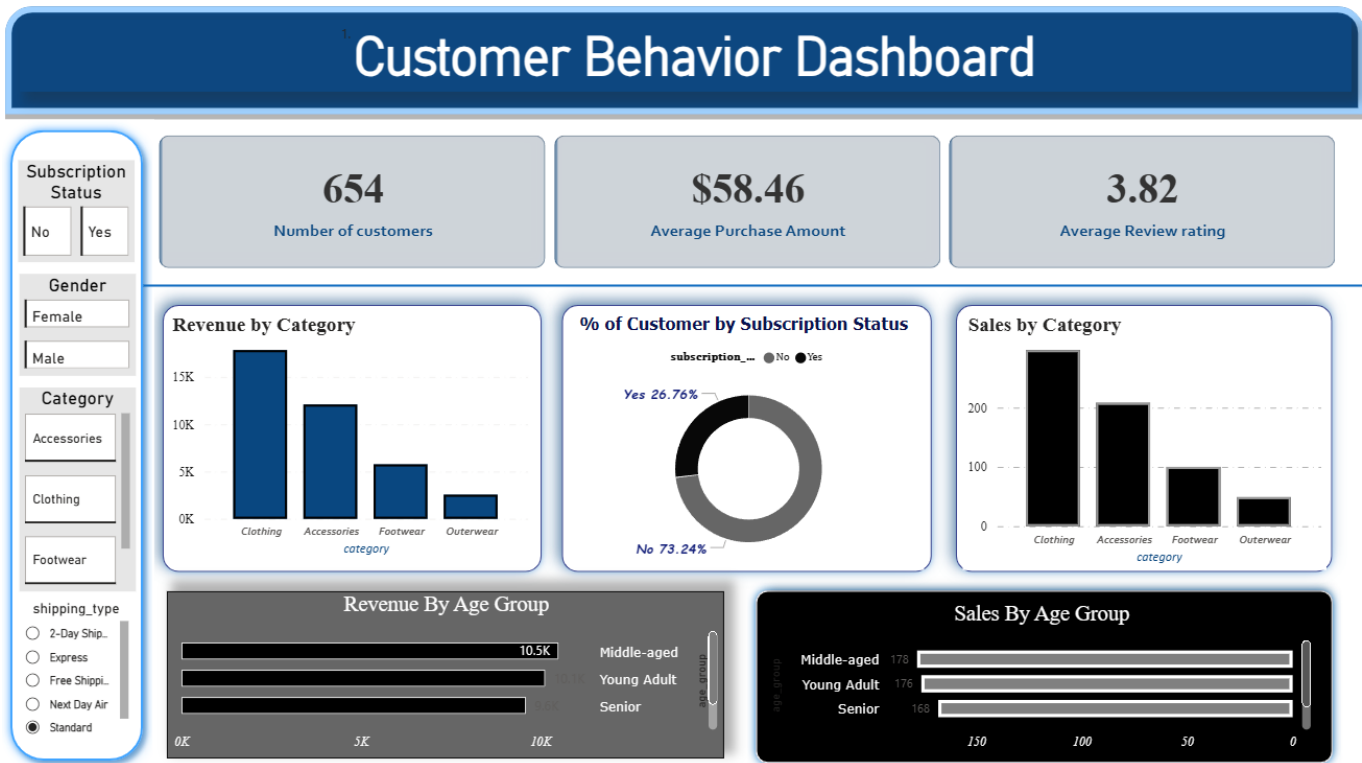 1.
Customer Behavior Dashboard
Subscription
Status
No
Yes
Gender
Female
Male
Category
Accessories
Clothing
Footwear
shipping_type
2-Day Ship...
Express
Free Shippi...
Next Day Air
Standard
654
Number of customers
$58.46
Average Purchase Amount
3.82
Average Review rating
Revenue by Category
15K
10K
5K
0K
Clothing Accessories Footwear Outerwear
category
% of Customer by Subscription Status
subscription_... No Yes
Yes 26.76%
No 73.24%
Sales by Category
200
100
0
Clothing Accessories Footwear Outerwear
category
Revenue By Age Group
10.5K Middle-aged
10.1K Young Adult
Senior
age_group
0K 5K 10K
Sales By Age Group
age_group
Middle-aged 178
Young Adult 176
Senior 168
150 100 50 0